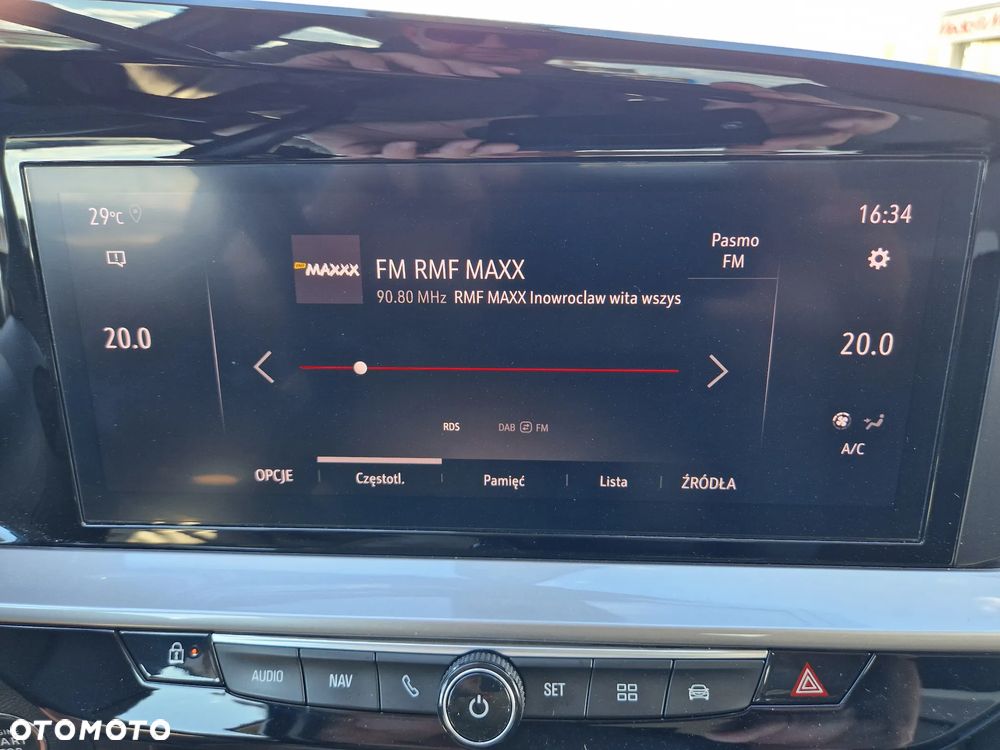 29°C
16:34
Pasmo
FM
RMF MAXXX
FM RMF MAXX
90.80 MHz RMF MAXX Inowroclaw wita wszys
20.0
20.0
RDS
DAB FM
A/C
OPCJE Częstotl. Pamięć Lista ŹRÓDŁA
AUDIO NAV SET
OTOMOTO